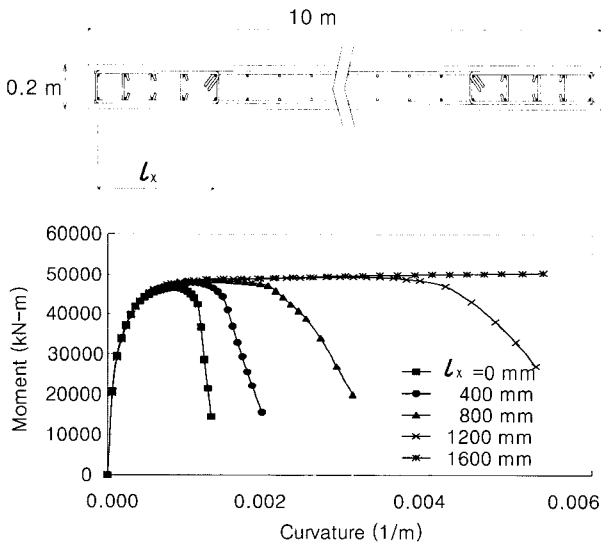 10 m
0.2 m
lx
60000
50000
40000
30000
20000
10000
0
Moment (kN-m)
lx =0 mm
400 mm
800 mm
1200 mm
1600 mm
0.000 0.002 0.004 0.006
Curvature (1/m)